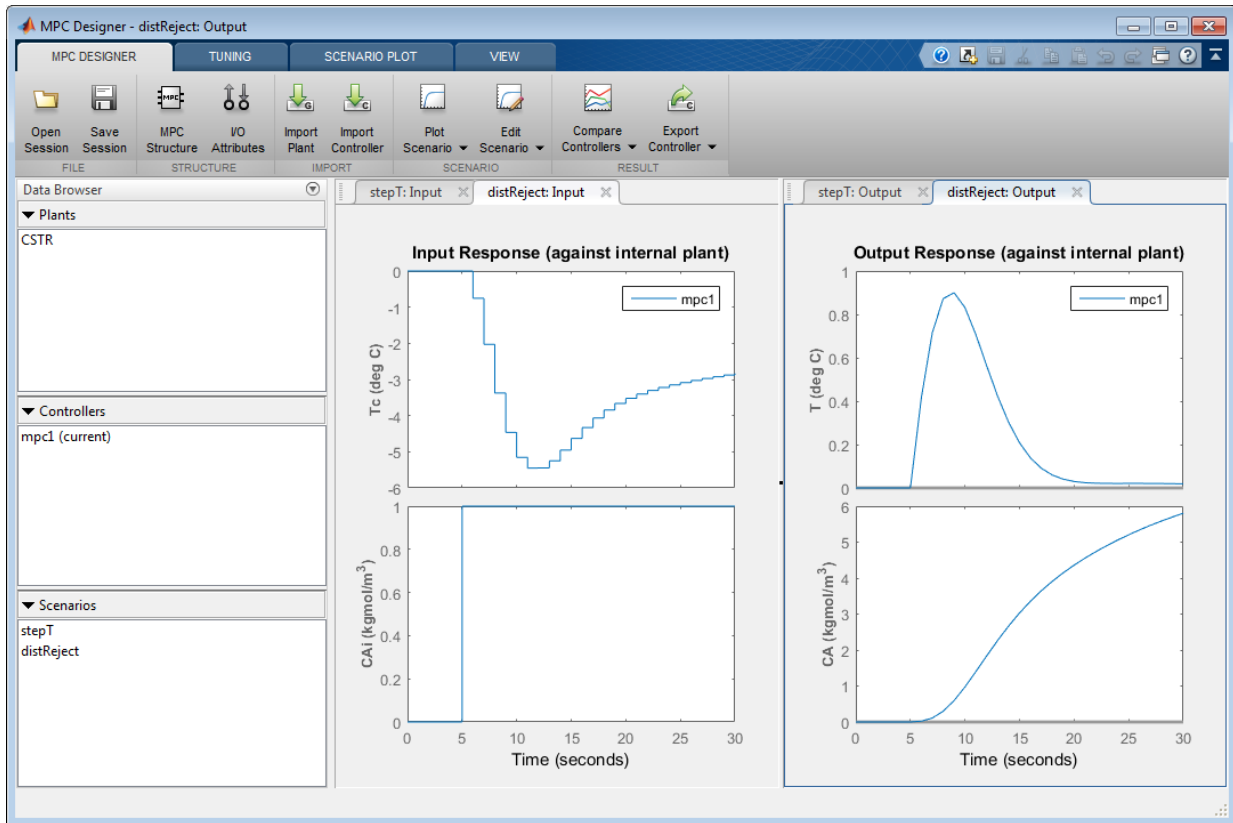 MPC Designer - distReject: Output
MPC DESIGNER TUNING SCENARIO PLOT VIEW
MPC G C C
Open Session Save Session MPC Structure I/O Attributes Import Plant Import Controller Plot Scenario Edit Scenario Compare Controllers Export Controller
FILE STRUCTURE IMPORT SCENARIO RESULT
Data Browser
Plants
CSTR
Controllers
mpc1 (current)
Scenarios
stepT
distReject
stepT: Input distReject: Input
Input Response (against internal plant)
mpc1
Tc (deg C)
0
-1
-2
-3
-4
-5
-6
CAi (kgmol/m³)
1
0.8
0.6
0.4
0.2
0
0 5 10 15 20 25 30
Time (seconds)
stepT: Output distReject: Output
Output Response (against internal plant)
mpc1
T (deg C)
1
0.8
0.6
0.4
0.2
0
CA (kgmol/m³)
6
5
4
3
2
1
0
0 5 10 15 20 25 30
Time (seconds)